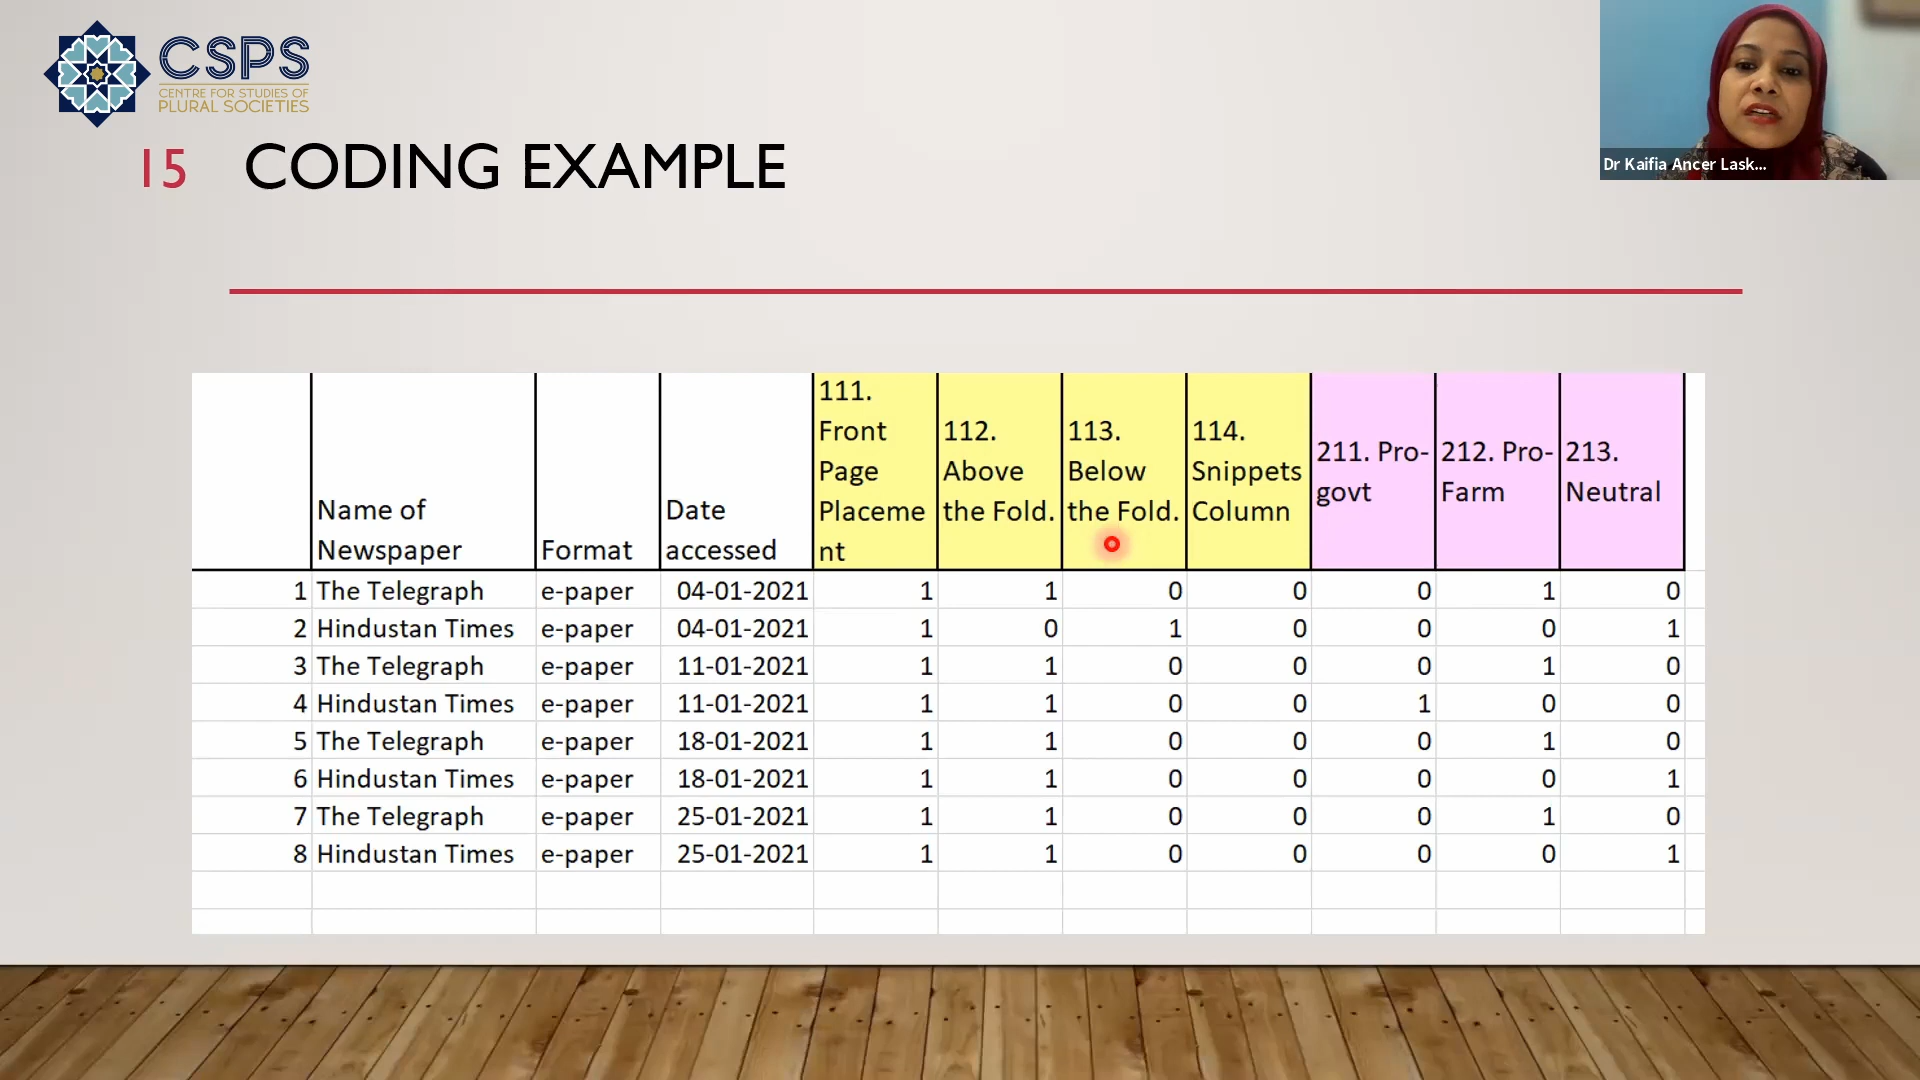 CSPS
CENTRE FOR STUDIES OF
PLURAL SOCIETIES
Dr Kaifia Ancer Lask...
15 CODING EXAMPLE
Name of Newspaper Format Date accessed 111. Front Page Placement 112. Above the Fold. 113. Below the Fold. 114. Snippets Column 211. Pro-govt 212. Pro-Farm 213. Neutral
1 The Telegraph e-paper 04-01-2021 1 1 0 0 0 1 0
2 Hindustan Times e-paper 04-01-2021 1 0 1 0 0 0 1
3 The Telegraph e-paper 11-01-2021 1 1 0 0 0 1 0
4 Hindustan Times e-paper 11-01-2021 1 1 0 0 1 0 0
5 The Telegraph e-paper 18-01-2021 1 1 0 0 0 1 0
6 Hindustan Times e-paper 18-01-2021 1 1 0 0 0 0 1
7 The Telegraph e-paper 25-01-2021 1 1 0 0 0 1 0
8 Hindustan Times e-paper 25-01-2021 1 1 0 0 0 0 1